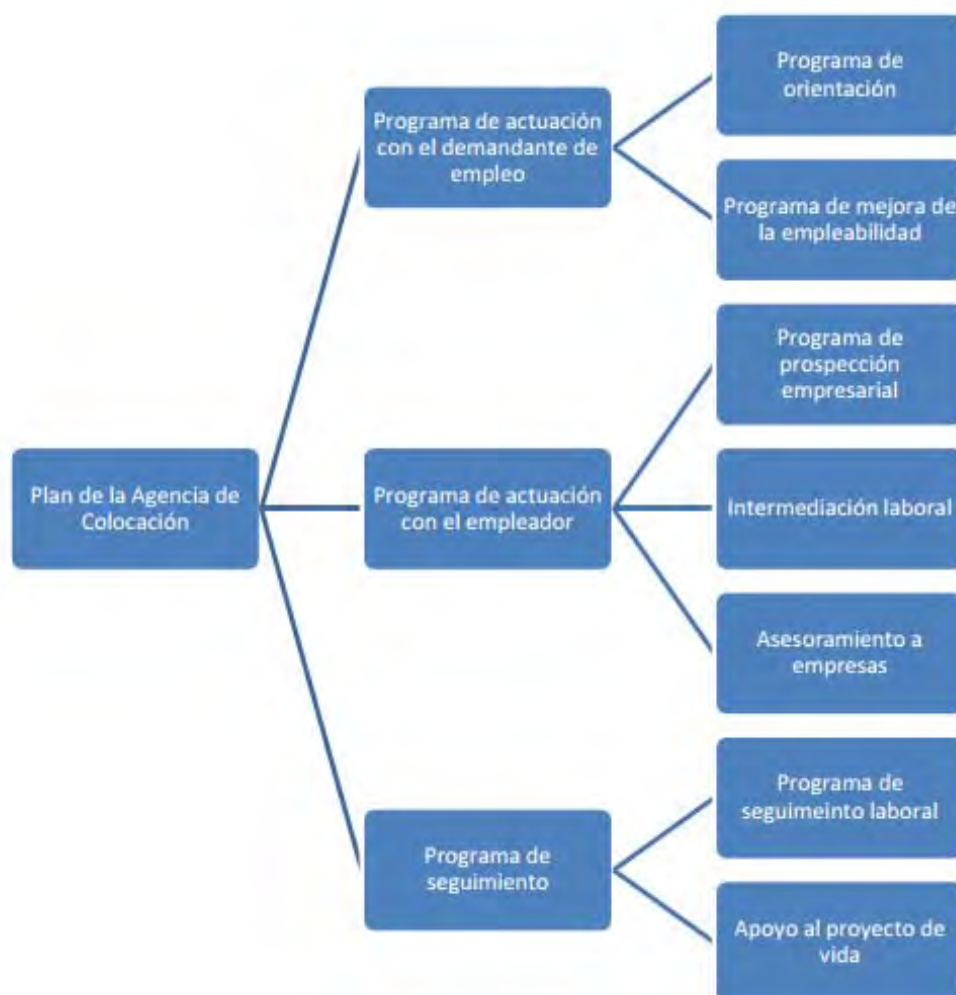 Plan de la Agencia de
Colocación
Programa de actuación
con el demandante de
empleo
Programa de
orientación
Programa de mejora de
la empleabilidad
Programa de actuación
con el empleador
Programa de
prospección
empresarial
Intermediación laboral
Asesoramiento a
empresas
Programa de
seguimiento
Programa de
seguimeinto laboral
Apoyo al proyecto de
vida